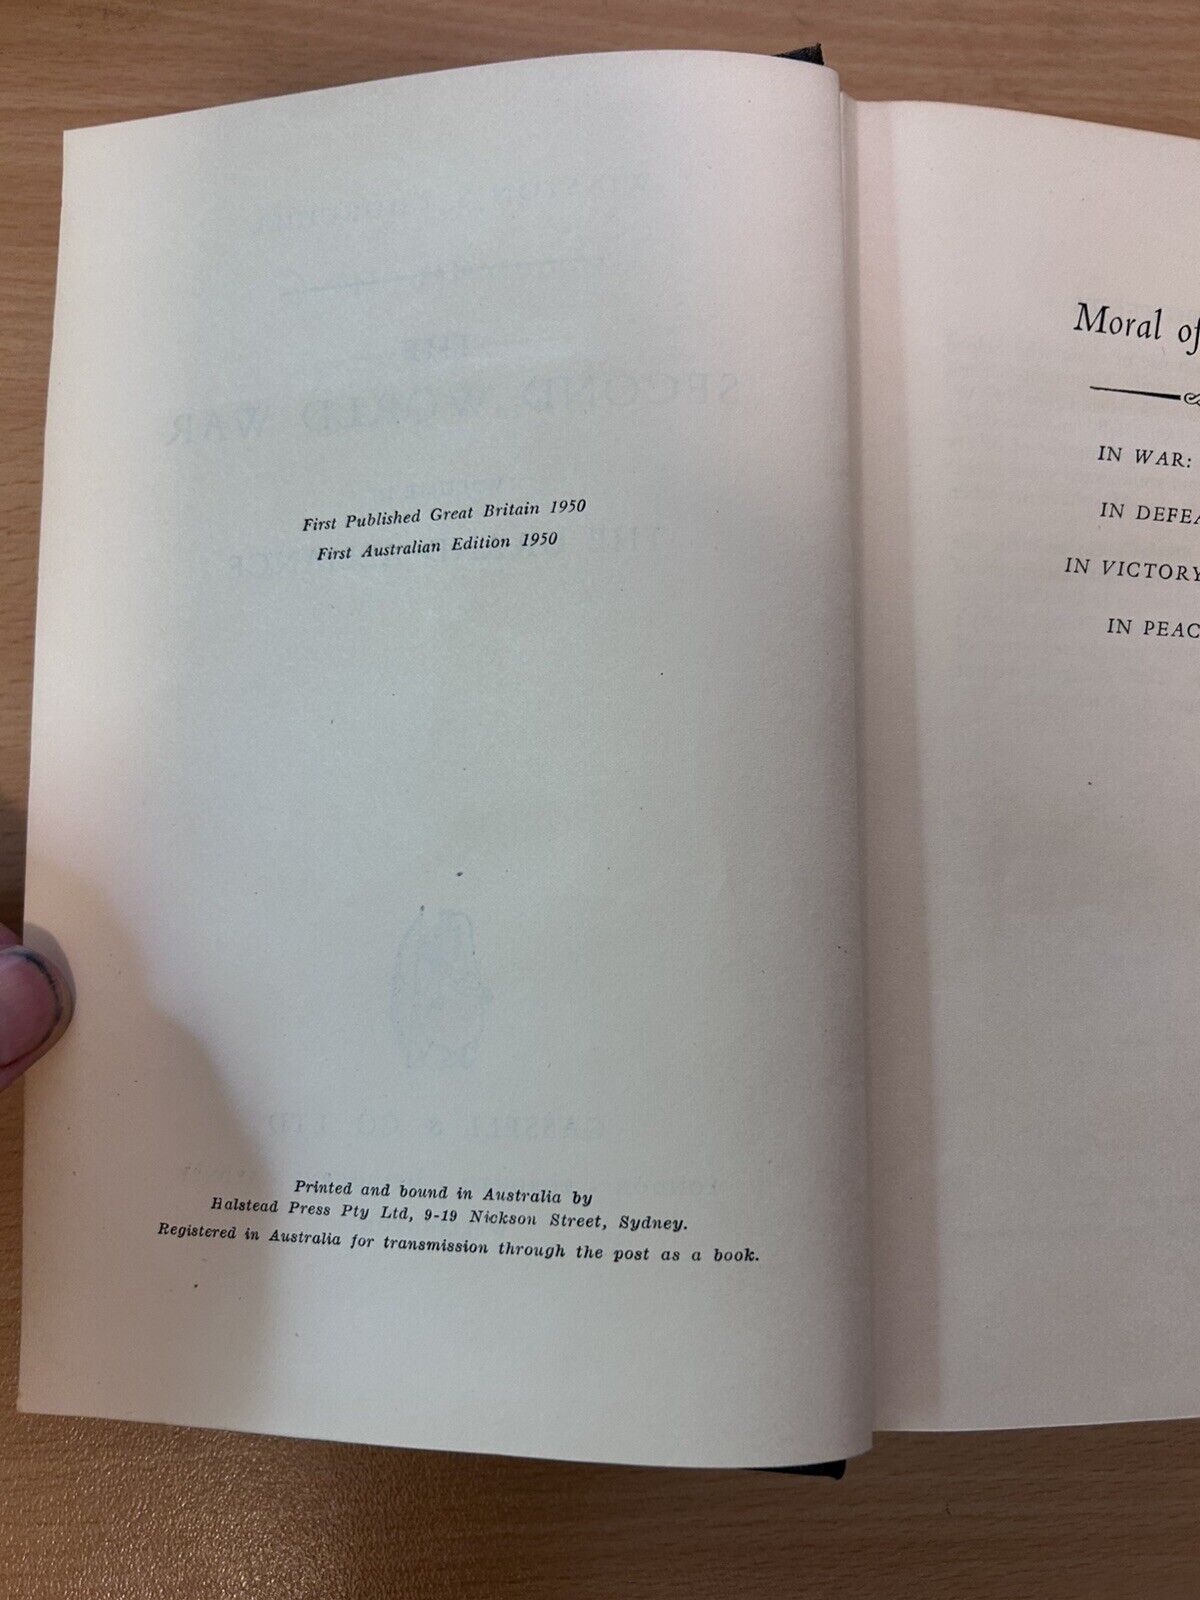 First Published Great Britain 1950
First Australian Edition 1950
Printed and bound in Australia by
Halstead Press Pty Ltd, 9-19 Nickson Street, Sydney.
Registered in Australia for transmission through the post as a book.
Moral of
IN WAR:
IN DEFEA
IN VICTORY
IN PEAC